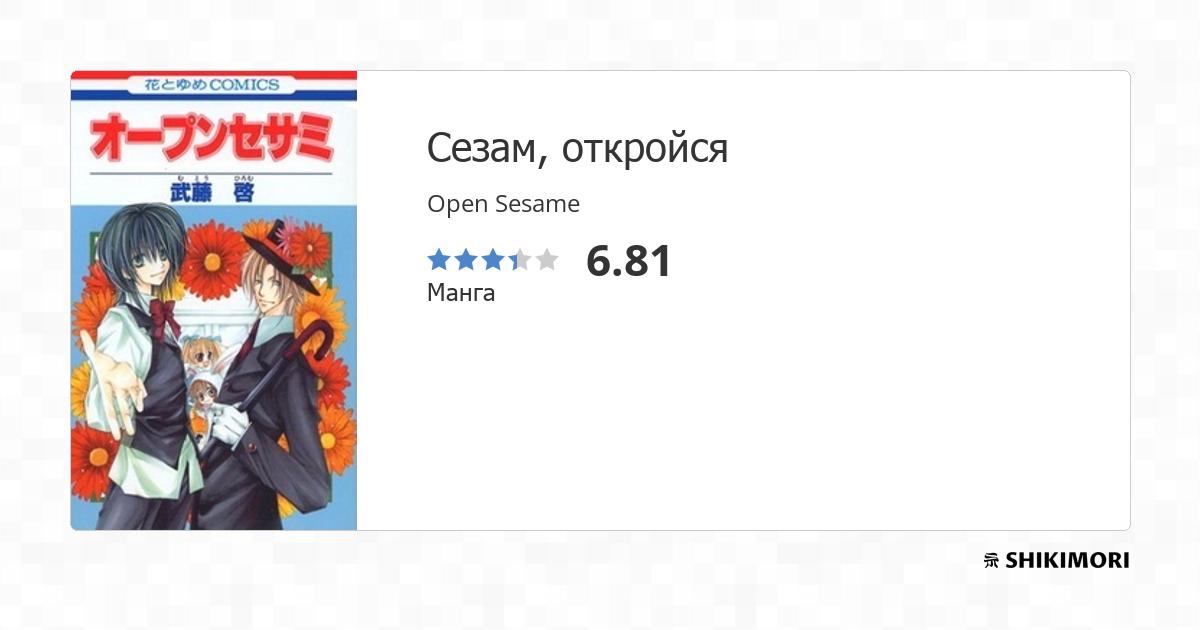 花とゆめCOMICS
オープンセサミ
むとう ひろむ
武藤 啓
Сезам, откройся
Open Sesame
6.81
Манга
SHIKIMORI